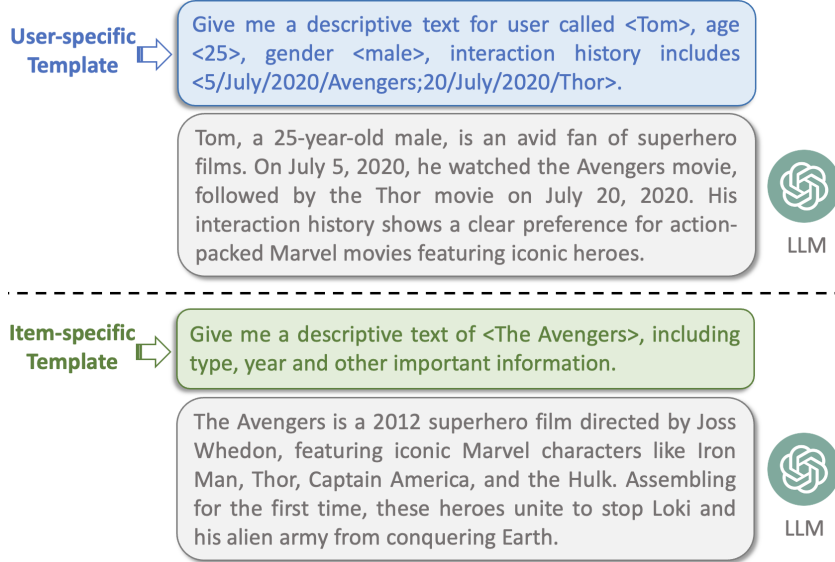 User-specific
Template
Give me a descriptive text for user called <Tom>, age
<25>, gender <male>, interaction history includes
<5/July/2020/Avengers;20/July/2020/Thor>.
Tom, a 25-year-old male, is an avid fan of superhero
films. On July 5, 2020, he watched the Avengers movie,
followed by the Thor movie on July 20, 2020. His
interaction history shows a clear preference for action-
packed Marvel movies featuring iconic heroes.
LLM
Item-specific
Template
Give me a descriptive text of <The Avengers>, including
type, year and other important information.
The Avengers is a 2012 superhero film directed by Joss
Whedon, featuring iconic Marvel characters like Iron
Man, Thor, Captain America, and the Hulk. Assembling
for the first time, these heroes unite to stop Loki and
his alien army from conquering Earth.
LLM